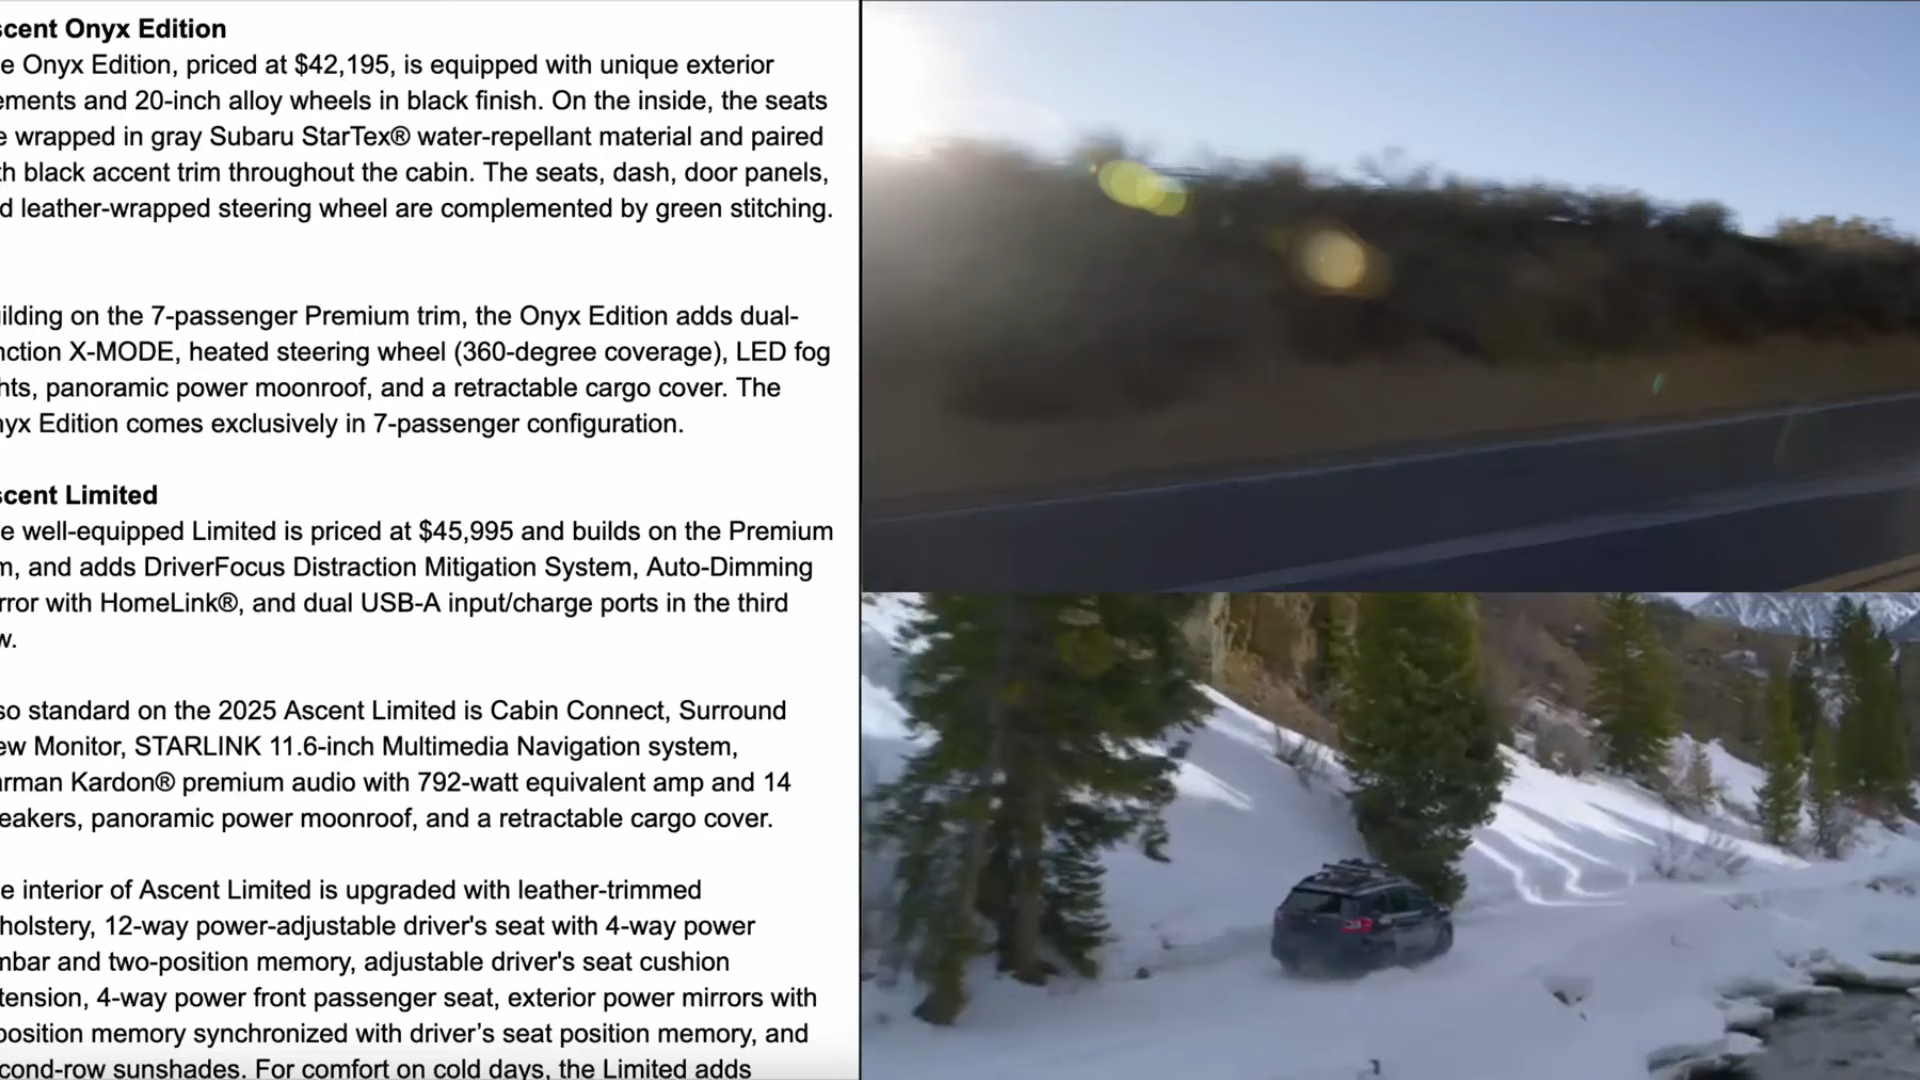 scent Onyx Edition
e Onyx Edition, priced at $42,195, is equipped with unique exterior
ements and 20-inch alloy wheels in black finish. On the inside, the seats
e wrapped in gray Subaru StarTex® water-repellant material and paired
th black accent trim throughout the cabin. The seats, dash, door panels,
d leather-wrapped steering wheel are complemented by green stitching.
ilding on the 7-passenger Premium trim, the Onyx Edition adds dual-
nction X-MODE, heated steering wheel (360-degree coverage), LED fog
hts, panoramic power moonroof, and a retractable cargo cover. The
nyx Edition comes exclusively in 7-passenger configuration.
scent Limited
e well-equipped Limited is priced at $45,995 and builds on the Premium
m, and adds DriverFocus Distraction Mitigation System, Auto-Dimming
rror with HomeLink®, and dual USB-A input/charge ports in the third
w.
so standard on the 2025 Ascent Limited is Cabin Connect, Surround
ew Monitor, STARLINK 11.6-inch Multimedia Navigation system,
arman Kardon® premium audio with 792-watt equivalent amp and 14
eakers, panoramic power moonroof, and a retractable cargo cover.
e interior of Ascent Limited is upgraded with leather-trimmed
holstery, 12-way power-adjustable driver's seat with 4-way power
mbar and two-position memory, adjustable driver's seat cushion
tension, 4-way power front passenger seat, exterior power mirrors with
position memory synchronized with driver’s seat position memory, and
cond-row sunshades. For comfort on cold days, the Limited adds